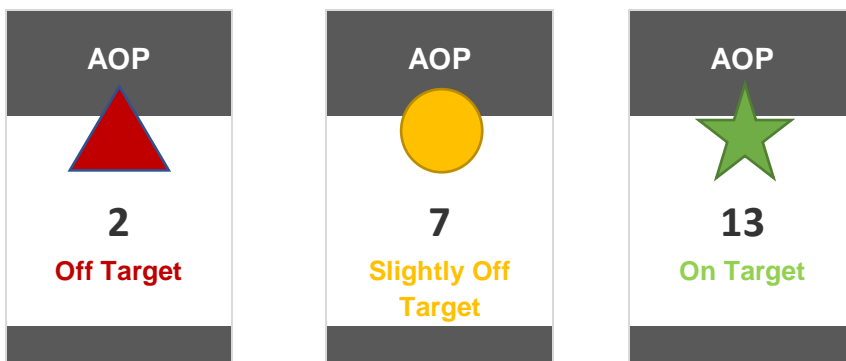 AOP
2
Off Target
AOP
7
Slightly Off
Target
AOP
13
On Target